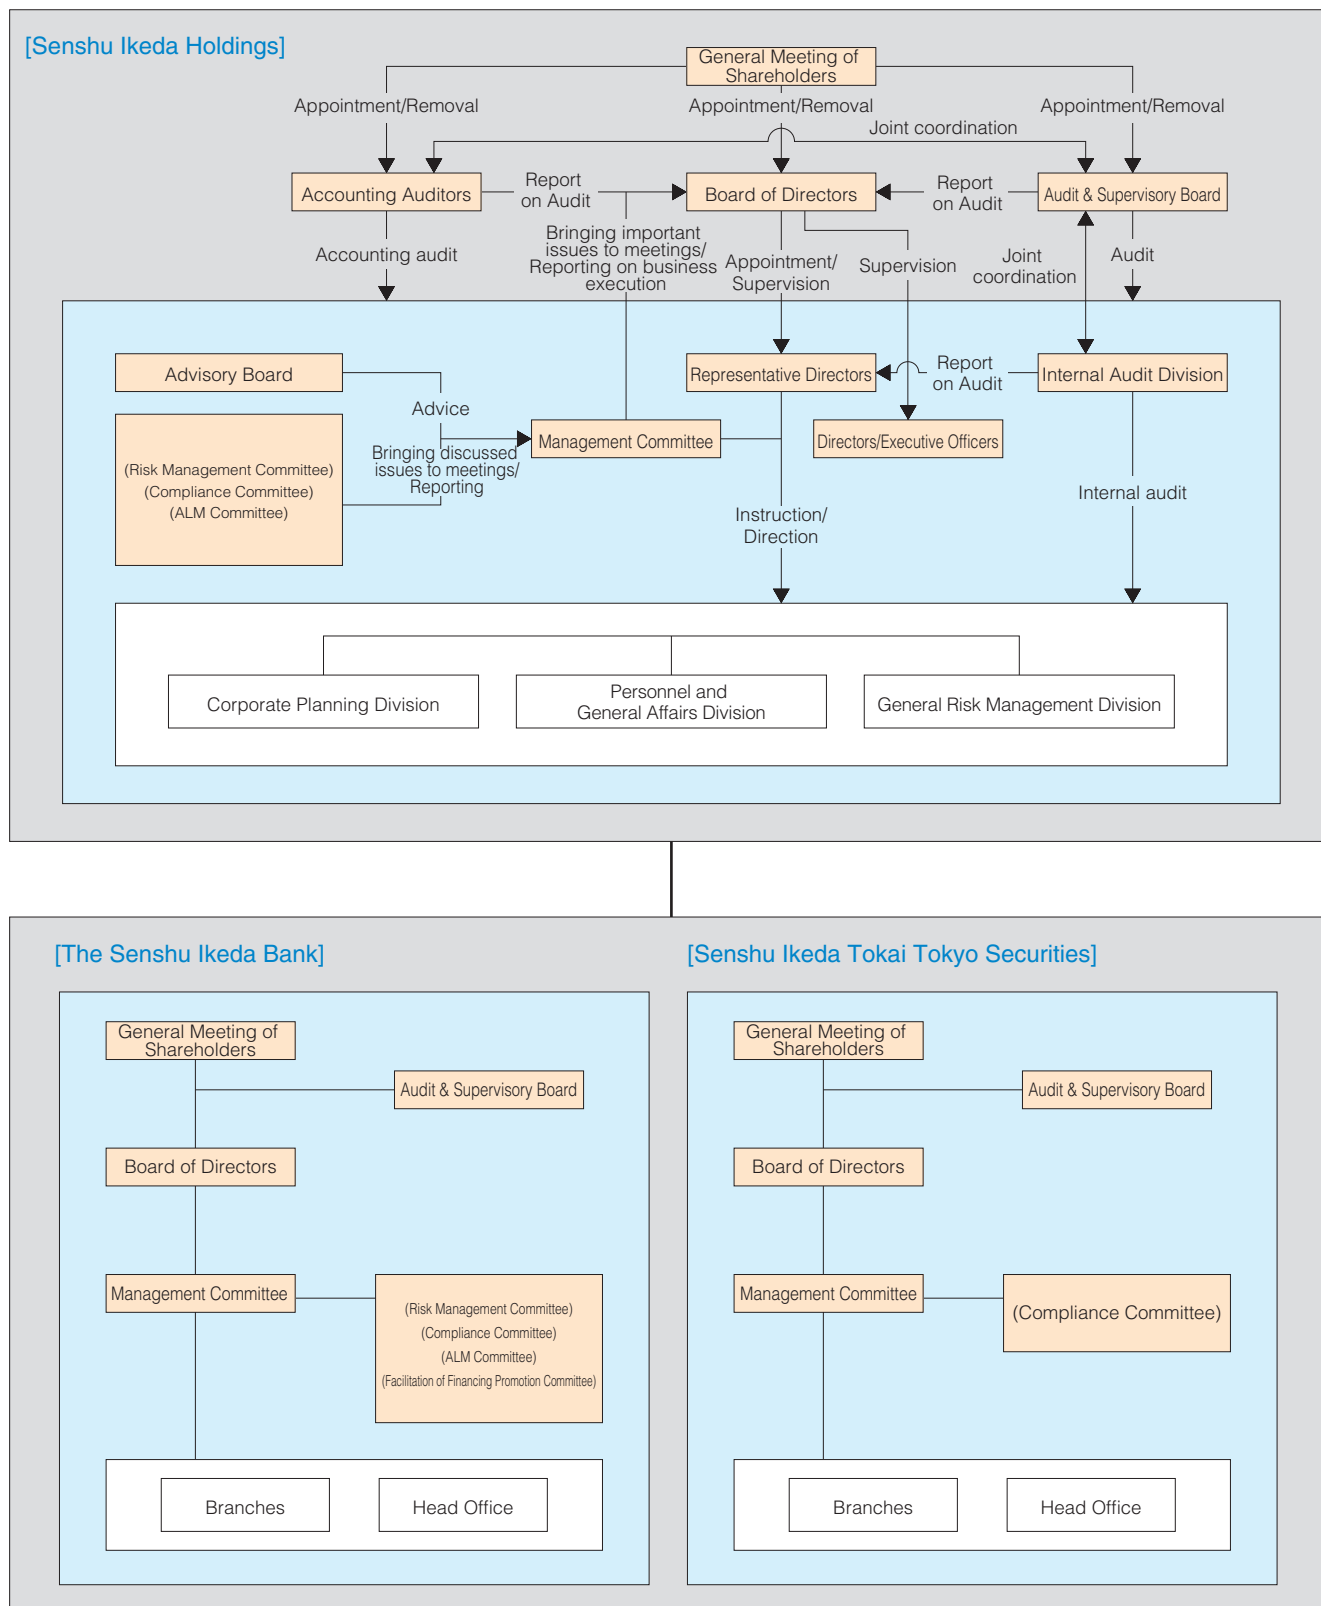 [Senshu Ikeda Holdings]
General Meeting of
Shareholders
Appointment/Removal
Appointment/Removal
Appointment/Removal
Joint coordination
Accounting Auditors
Report
on Audit
Board of Directors
Report
on Audit
Audit & Supervisory Board
Accounting audit
Bringing important
issues to meetings/
Reporting on business
execution
Appointment/
Supervision
Supervision
Joint
coordination
Audit
Advisory Board
Representative Directors
Report
on Audit
Internal Audit Division
Advice
Management Committee
Directors/Executive Officers
Bringing discussed
issues to meetings/
Reporting
(Risk Management Committee)
(Compliance Committee)
(ALM Committee)
Instruction/
Direction
Internal audit
Corporate Planning Division
Personnel and
General Affairs Division
General Risk Management Division
[The Senshu Ikeda Bank]
General Meeting of
Shareholders
Audit & Supervisory Board
Board of Directors
Management Committee
(Risk Management Committee)
(Compliance Committee)
(ALM Committee)
(Facilitation of Financing Promotion Committee)
Branches
Head Office
[Senshu Ikeda Tokai Tokyo Securities]
General Meeting of
Shareholders
Audit & Supervisory Board
Board of Directors
Management Committee
(Compliance Committee)
Branches
Head Office